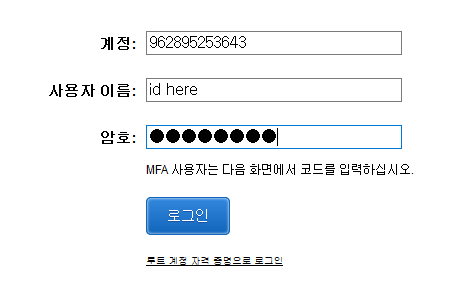 계정: 962895253643
사용자 이름: id here
암호: ●●●●●●●●
MFA 사용자는 다음 화면에서 코드를 입력하십시오.
로그인
루트 계정 자격 증명으로 로그인